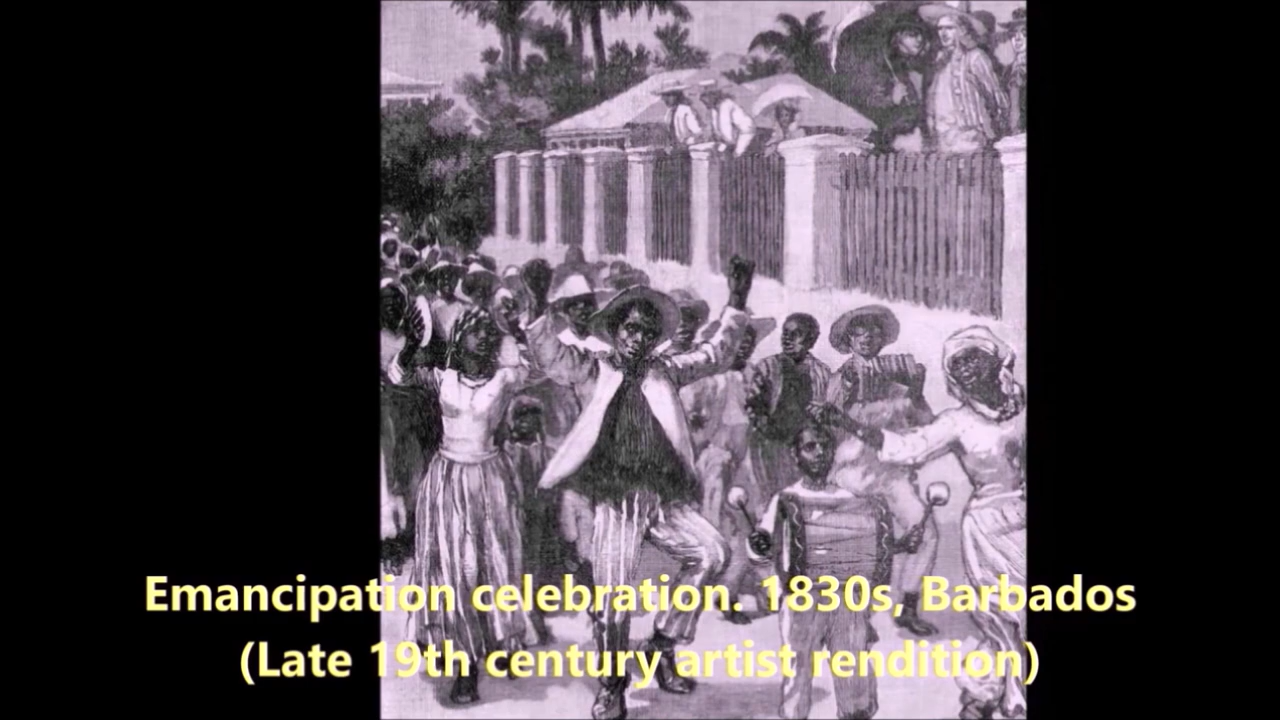 Emancipation celebration. 1830s, Barbados
(Late 19th century artist rendition)